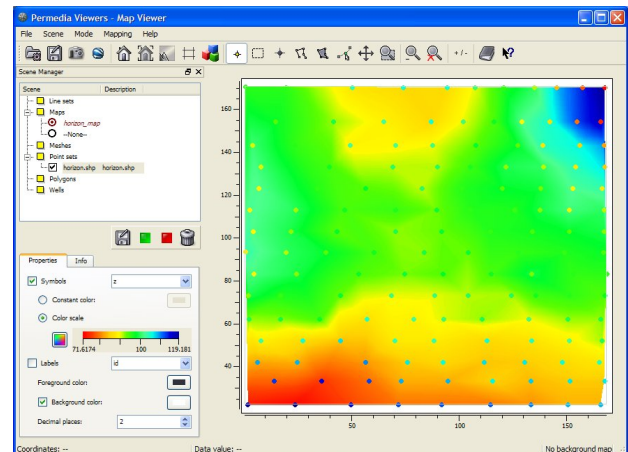 Permedia Viewers - Map Viewer
File Scene Mode Mapping Help
+/-
Scene Manager
Scene Description
Line sets
Maps
horizon_map
--None--
Meshes
Point sets
horizon.shp horizon.shp
Polygons
Wells
Properties Info
Symbols z
Constant color:
Color scale
71.6174 100 119.181
Labels id
Foreground color:
Background color:
Decimal places: 2
160
140
120
100
80
60
40
50 100 150
Coordinates: -- Data value: -- No background map